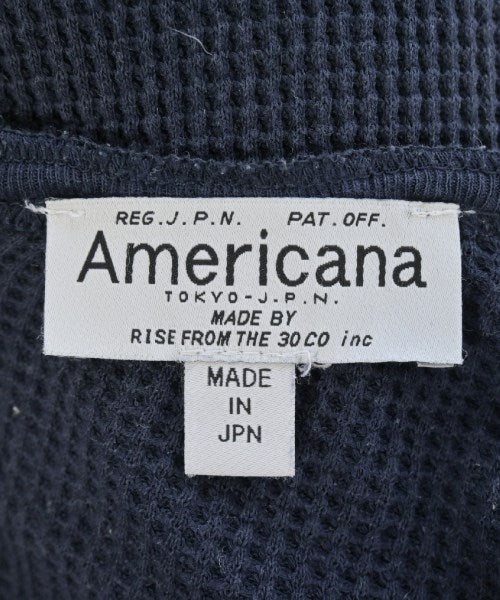 REG.J.P.N. PAT.OFF.
Americana
TOKYO-J.P.N.
MADE BY
RISE FROM THE 30 CO inc
MADE
IN
JPN